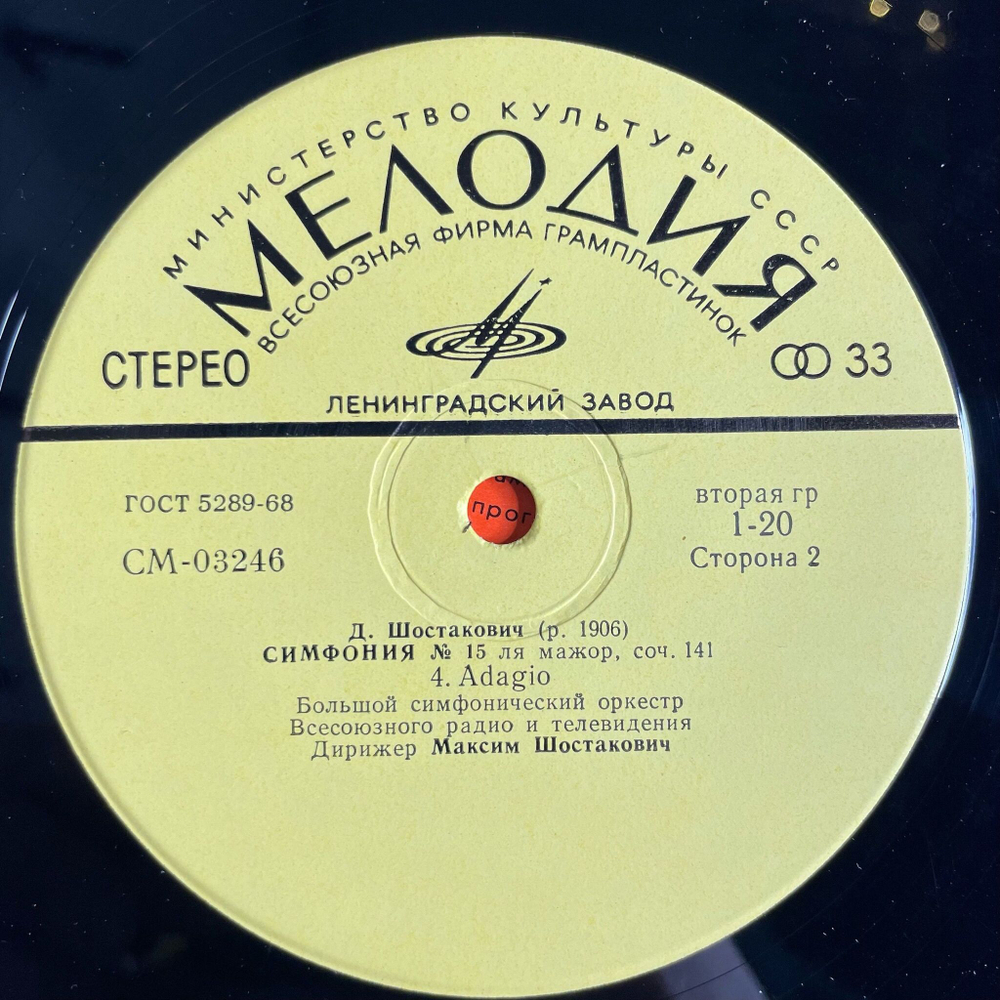 МИНИСТЕРСТВО КУЛЬТУРЫ СССР
МЕЛОДИЯ
ВСЕСОЮЗНАЯ ФИРМА ГРАМПЛАСТИНОК
СТЕРЕО
33
ЛЕНИНГРАДСКИЙ ЗАВОД
ГОСТ 5289-68
СМ-03246
вторая гр
1-20
Сторона 2
прог
Д. Шостакович (р. 1906)
СИМФОНИЯ № 15 ля мажор, соч. 141
4. Adagio
Большой симфонический оркестр
Всесоюзного радио и телевидения
Дирижер Максим Шостакович